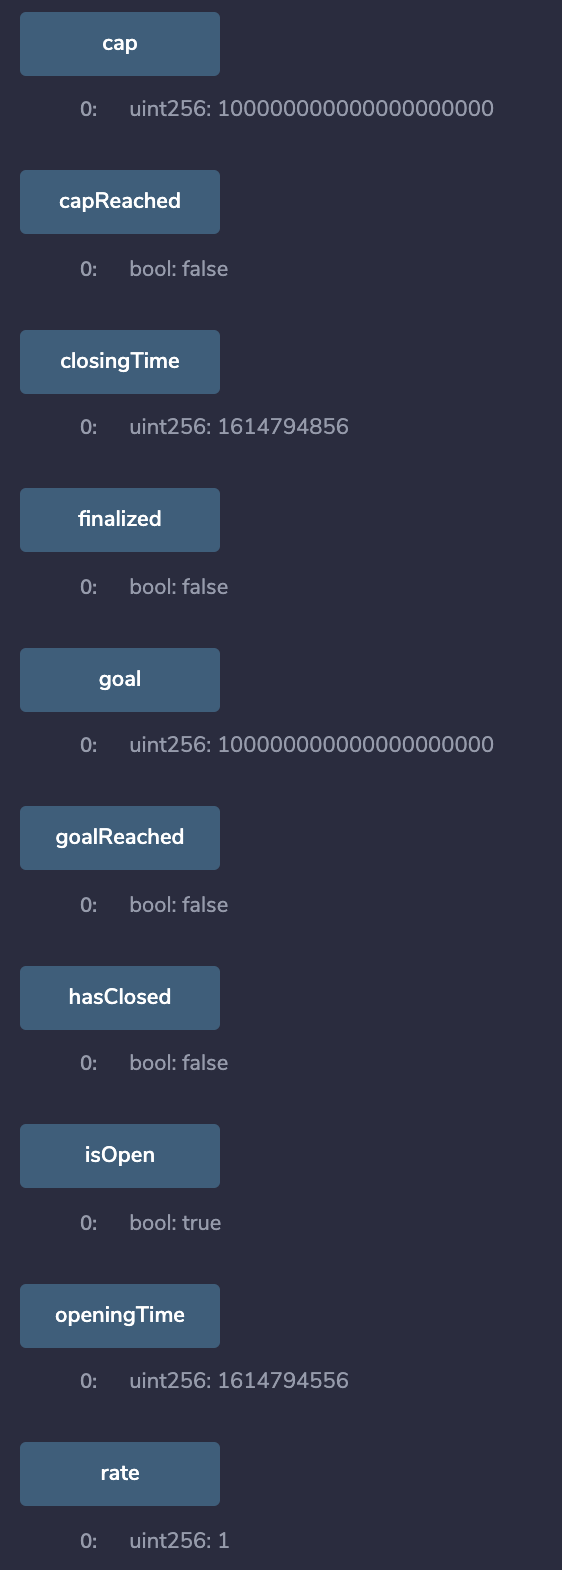 cap
0: uint256: 100000000000000000000
capReached
0: bool: false
closingTime
0: uint256: 1614794856
finalized
0: bool: false
goal
0: uint256: 100000000000000000000
goalReached
0: bool: false
hasClosed
0: bool: false
isOpen
0: bool: true
openingTime
0: uint256: 1614794556
rate
0: uint256: 1